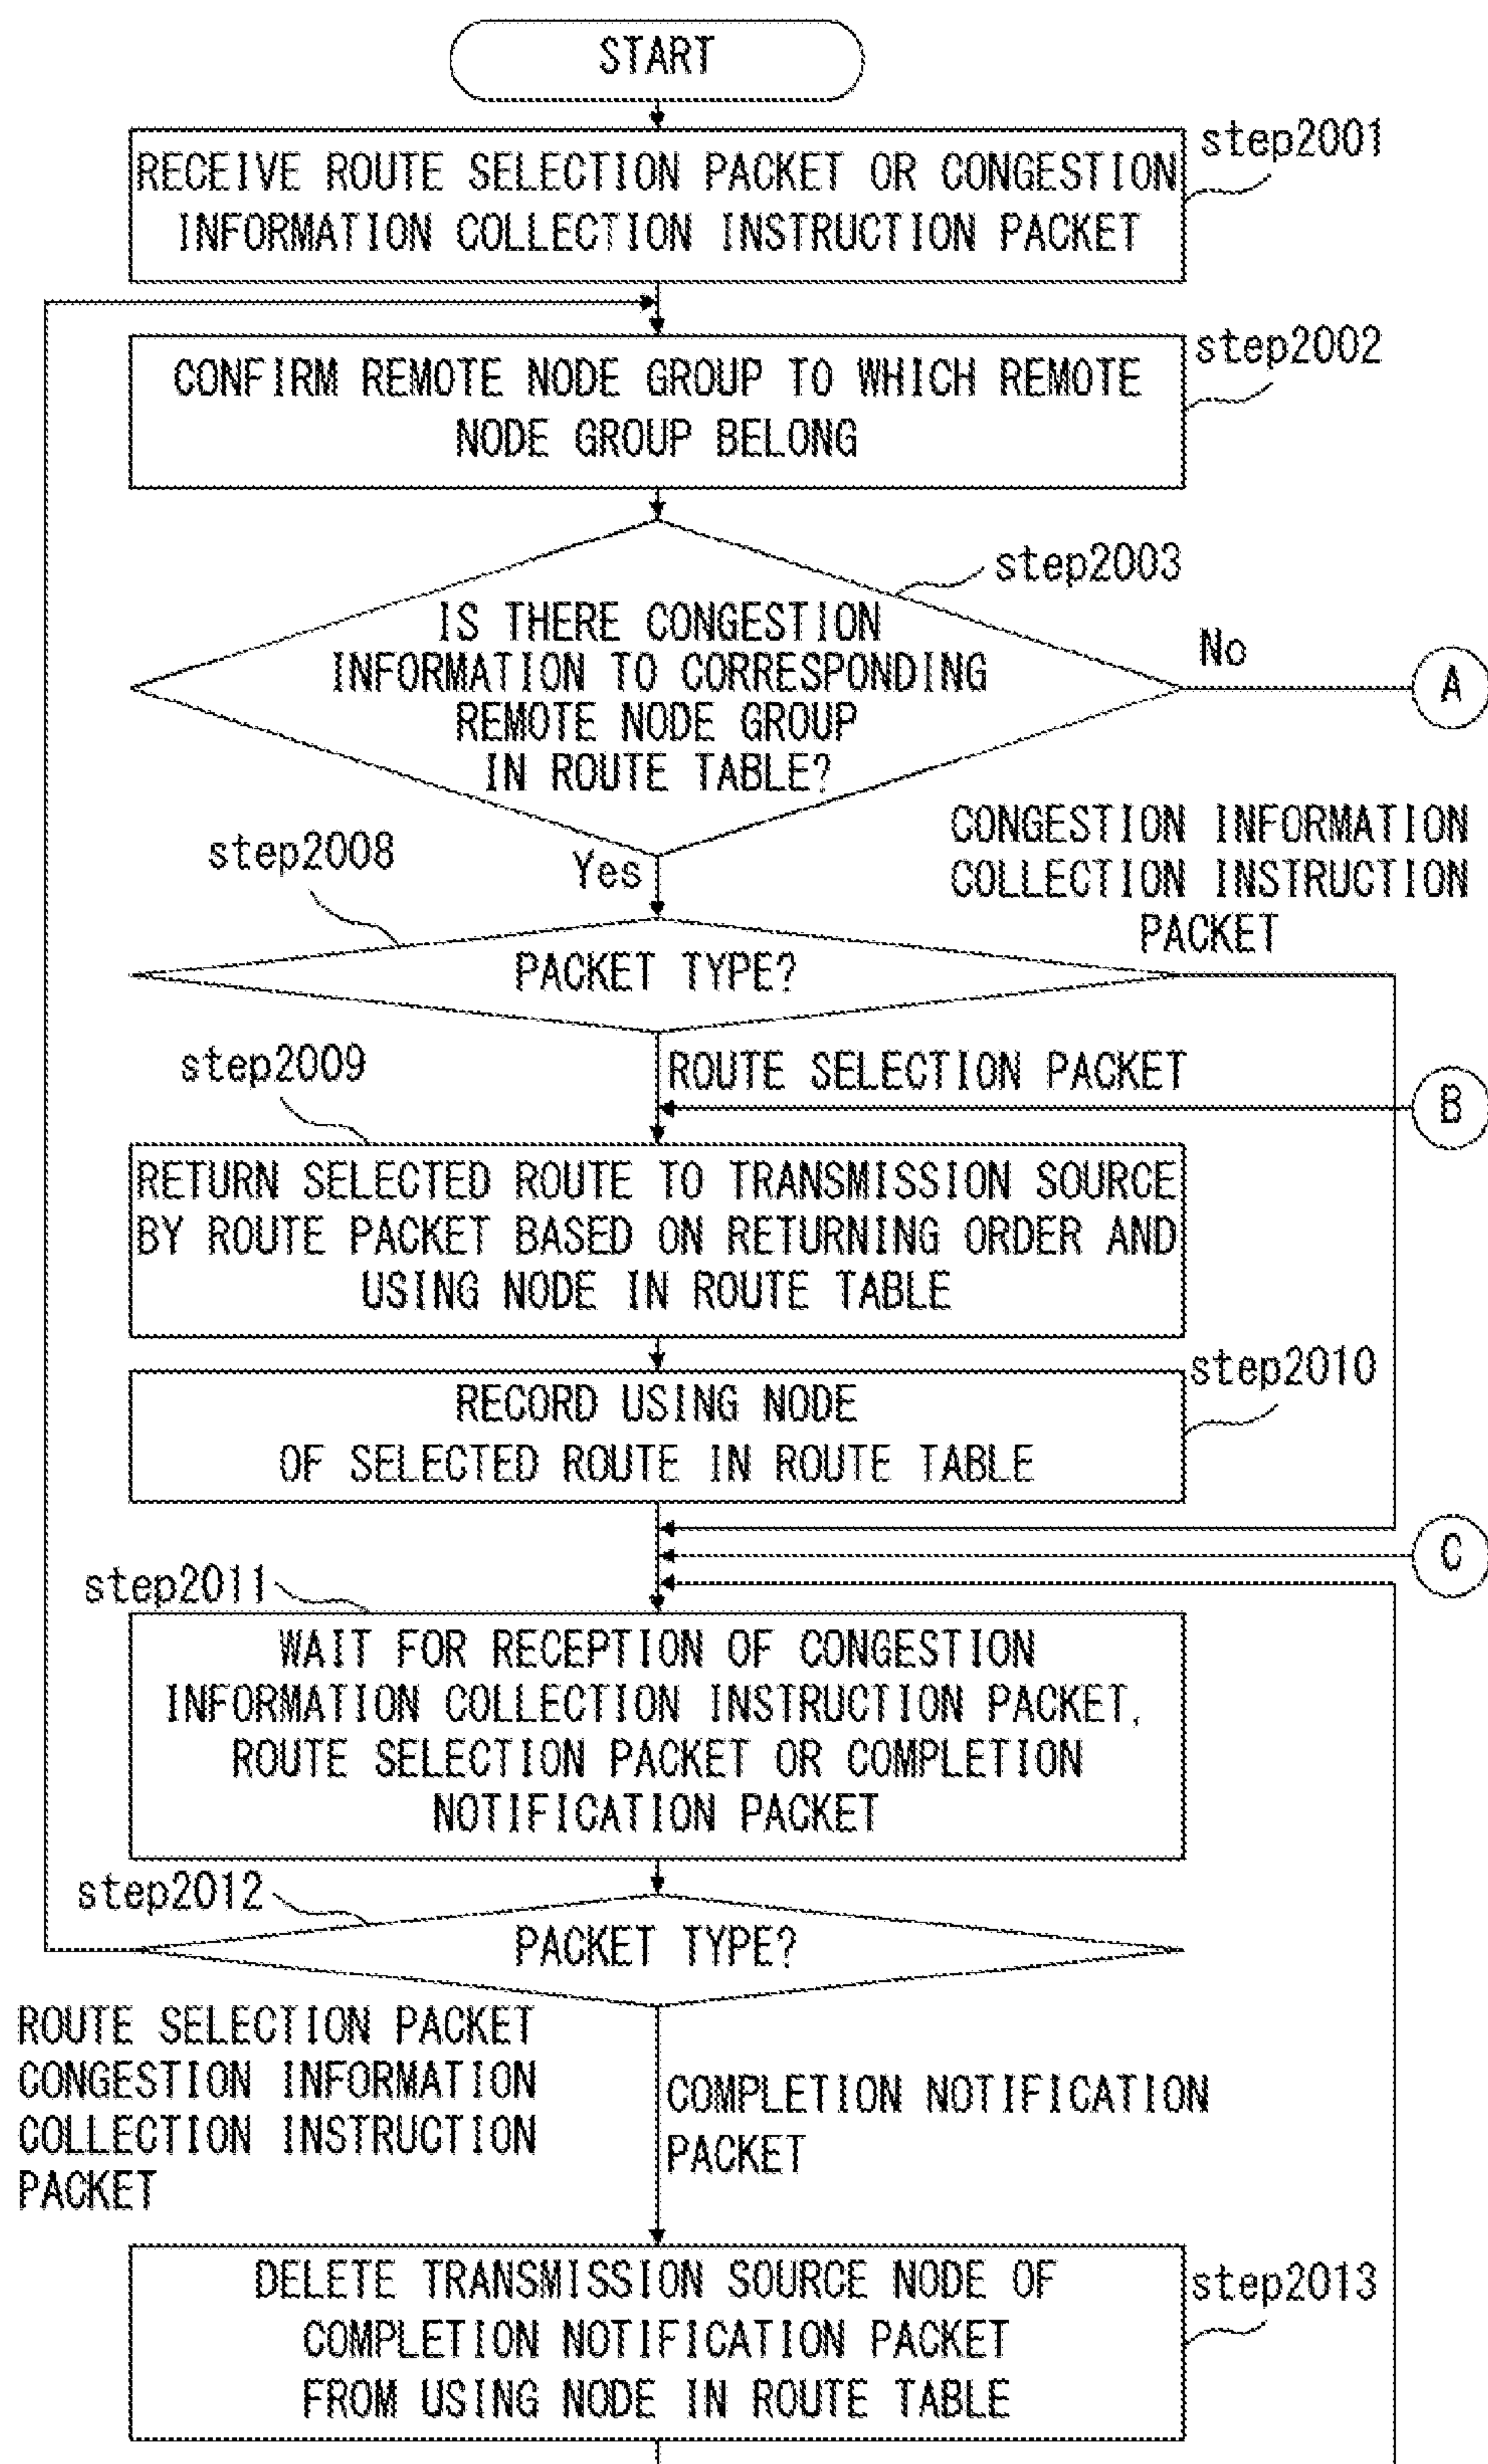 START
step2001
RECEIVE ROUTE SELECTION PACKET OR CONGESTION
INFORMATION COLLECTION INSTRUCTION PACKET
step2002
CONFIRM REMOTE NODE GROUP TO WHICH REMOTE
NODE GROUP BELONG
step2003
IS THERE CONGESTION
INFORMATION TO CORRESPONDING
REMOTE NODE GROUP
IN ROUTE TABLE?
No
A
Yes
step2008
PACKET TYPE?
CONGESTION INFORMATION
COLLECTION INSTRUCTION
PACKET
ROUTE SELECTION PACKET
B
step2009
RETURN SELECTED ROUTE TO TRANSMISSION SOURCE
BY ROUTE PACKET BASED ON RETURNING ORDER AND
USING NODE IN ROUTE TABLE
step2010
RECORD USING NODE
OF SELECTED ROUTE IN ROUTE TABLE
C
step2011
WAIT FOR RECEPTION OF CONGESTION
INFORMATION COLLECTION INSTRUCTION PACKET,
ROUTE SELECTION PACKET OR COMPLETION
NOTIFICATION PACKET
step2012
PACKET TYPE?
ROUTE SELECTION PACKET
CONGESTION INFORMATION
COLLECTION INSTRUCTION
PACKET
COMPLETION NOTIFICATION
PACKET
step2013
DELETE TRANSMISSION SOURCE NODE OF
COMPLETION NOTIFICATION PACKET
FROM USING NODE IN ROUTE TABLE